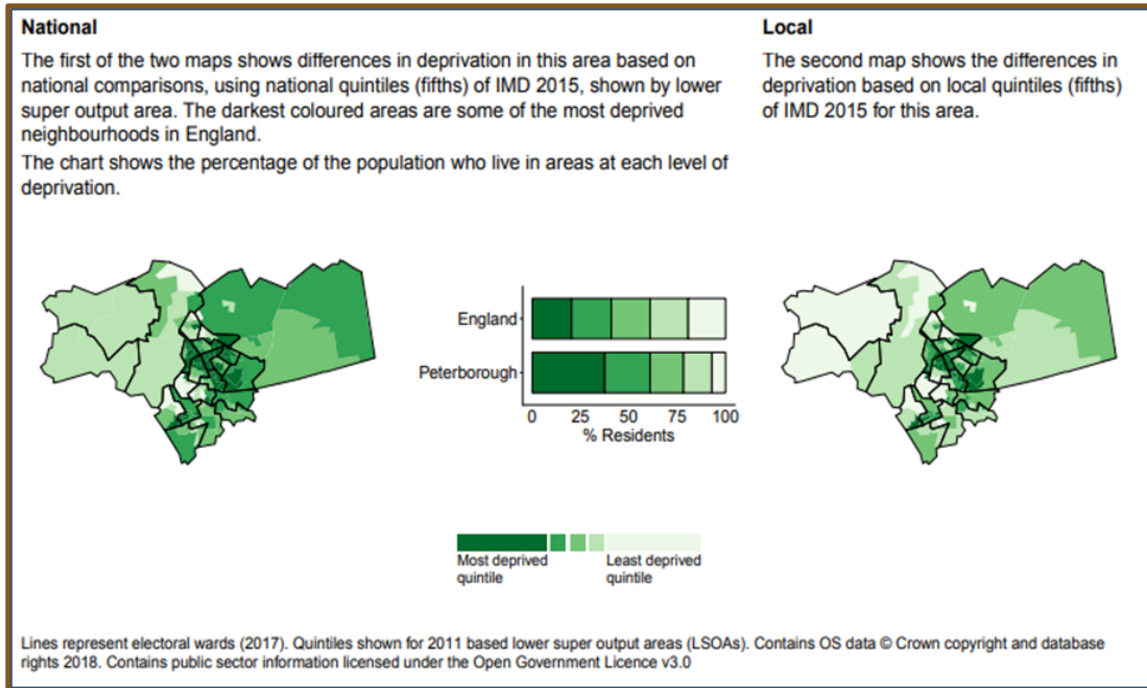 National
The first of the two maps shows differences in deprivation in this area based on
national comparisons, using national quintiles (fifths) of IMD 2015, shown by lower
super output area. The darkest coloured areas are some of the most deprived
neighbourhoods in England.
The chart shows the percentage of the population who live in areas at each level of
deprivation.
Local
The second map shows the differences in
deprivation based on local quintiles (fifths)
of IMD 2015 for this area.
England
Peterborough
0 25 50 75 100
% Residents
Most deprived
quintile
Least deprived
quintile
Lines represent electoral wards (2017). Quintiles shown for 2011 based lower super output areas (LSOAs). Contains OS data © Crown copyright and database
rights 2018. Contains public sector information licensed under the Open Government Licence v3.0